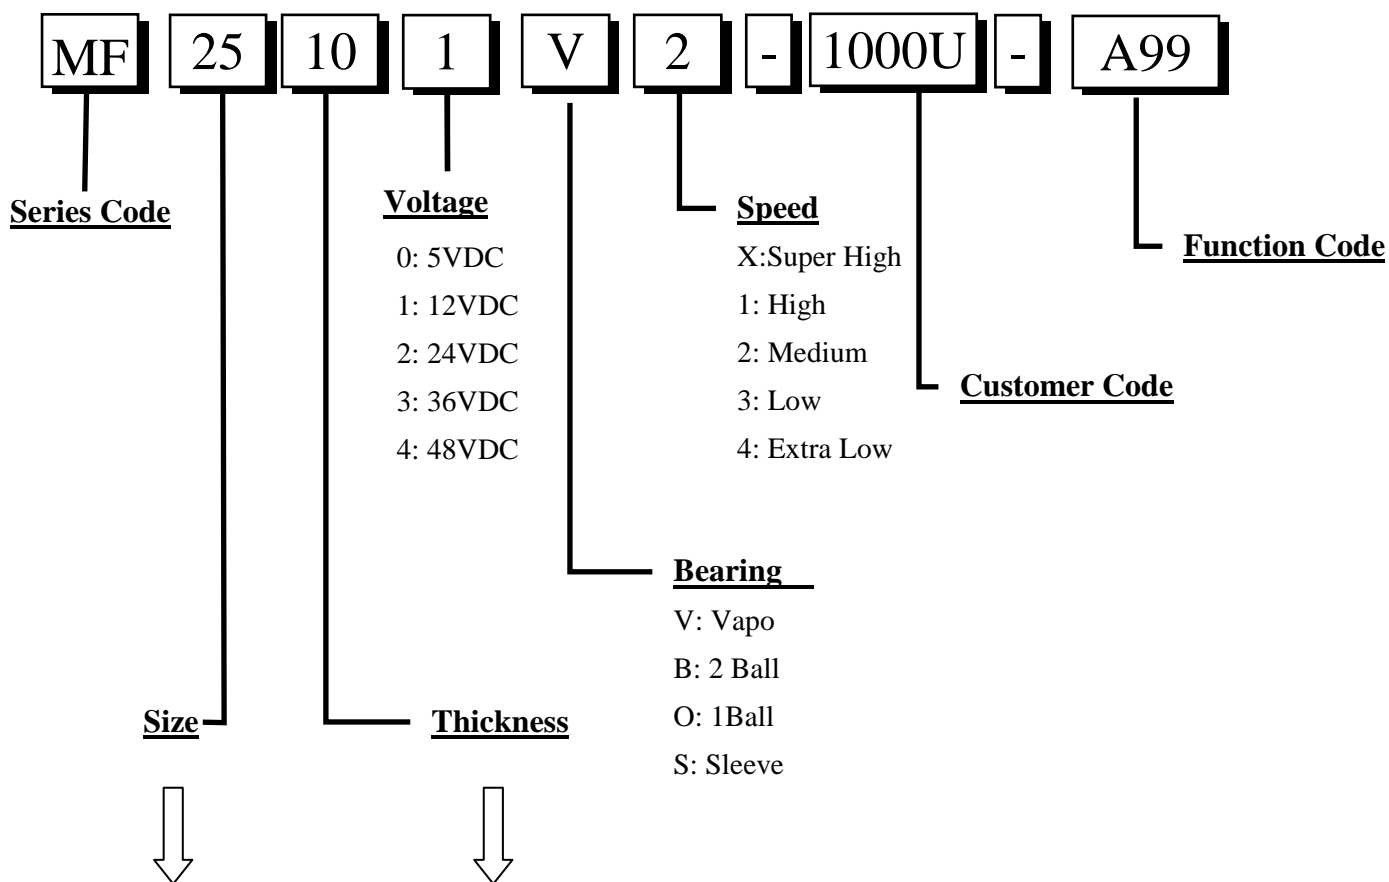 MF 25 10 1 V 2 - 1000U - A99
Series Code
Voltage
0: 5VDC
1: 12VDC
2: 24VDC
3: 36VDC
4: 48VDC
Speed
X:Super High
1: High
2: Medium
3: Low
4: Extra Low
Function Code
Customer Code
Bearing
V: Vapo
B: 2 Ball
O: 1Ball
S: Sleeve
Size
Thickness